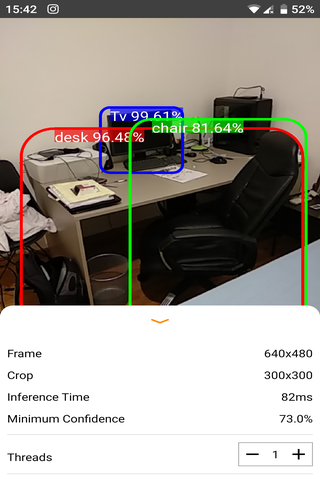 15:42 52%
Tv 99.61%
chair 81.64%
desk 96.48%
Frame 640x480
Crop 300x300
Inference Time 82ms
Minimum Confidence 73.0%
Threads 1